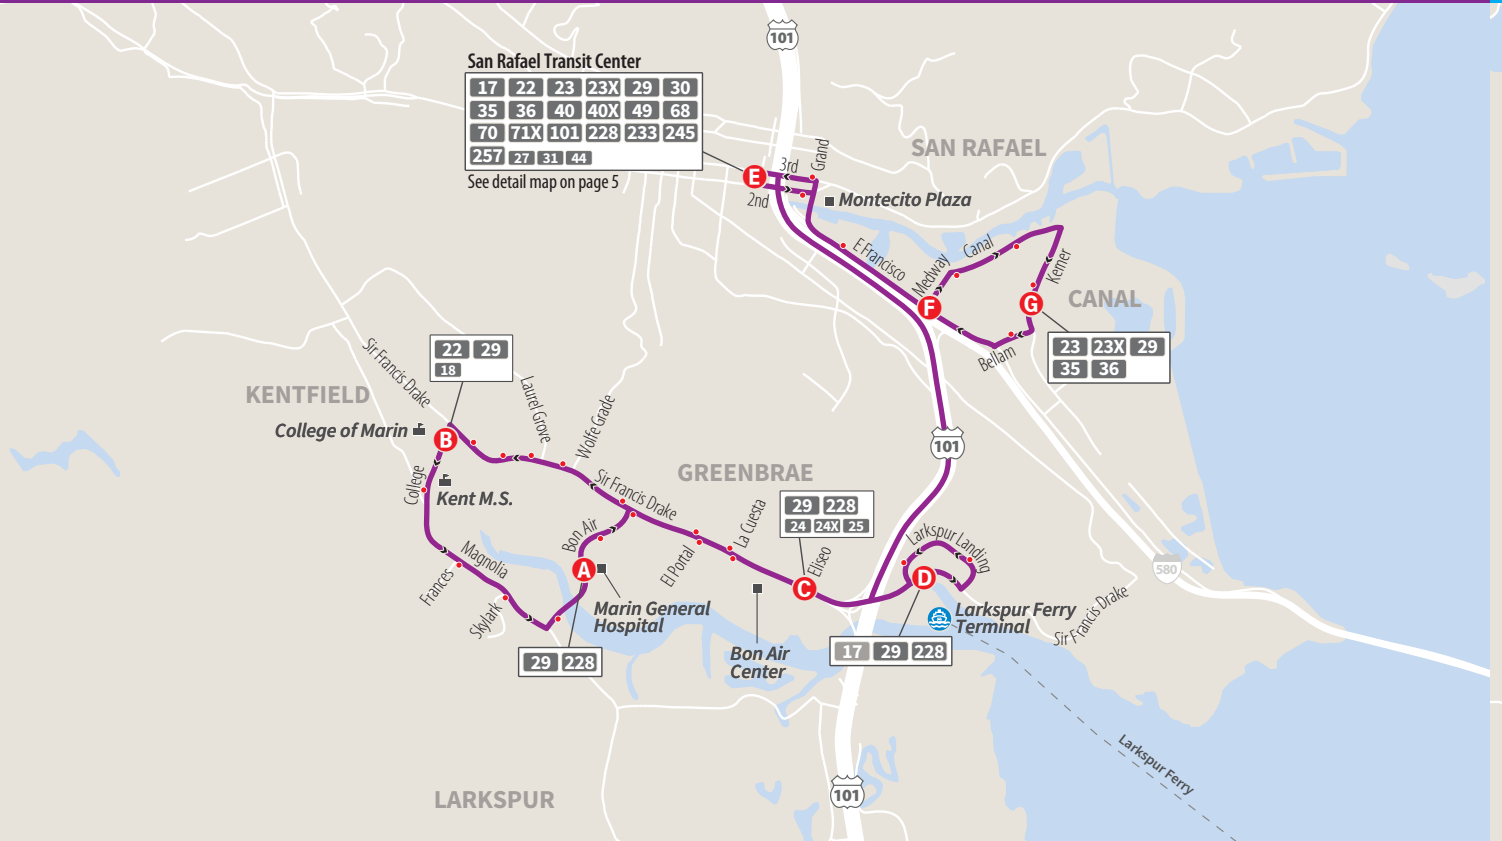 101
San Rafael Transit Center
17 22 23 23X 29 30
35 36 40 40X 49 68
70 71X 101 228 233 245
257 27 31 44
See detail map on page 5
SAN RAFAEL
Grand
3rd
E
2nd
Montecito Plaza
E Francisco
Medway
Canal
Kerner
CANAL
F
G
Bellam
23 23X 29
35 36
22 29
18
Sir Francis Drake
KENTFIELD
College of Marin
B
Laurel Grove
Wolfe Grade
College
Kent M.S.
GREENBRAE
Sir Francis Drake
101
29 228
24 24X 25
La Cuesta
El Portal
Eliseo
Bon Air
Larkspur Landing
Magnolia
Frances
Skylark
A
C
D
580
Marin General
Hospital
Larkspur Ferry
Terminal
Sir Francis Drake
Bon Air
Center
29 228
17 29 228
Larkspur Ferry
LARKSPUR
101